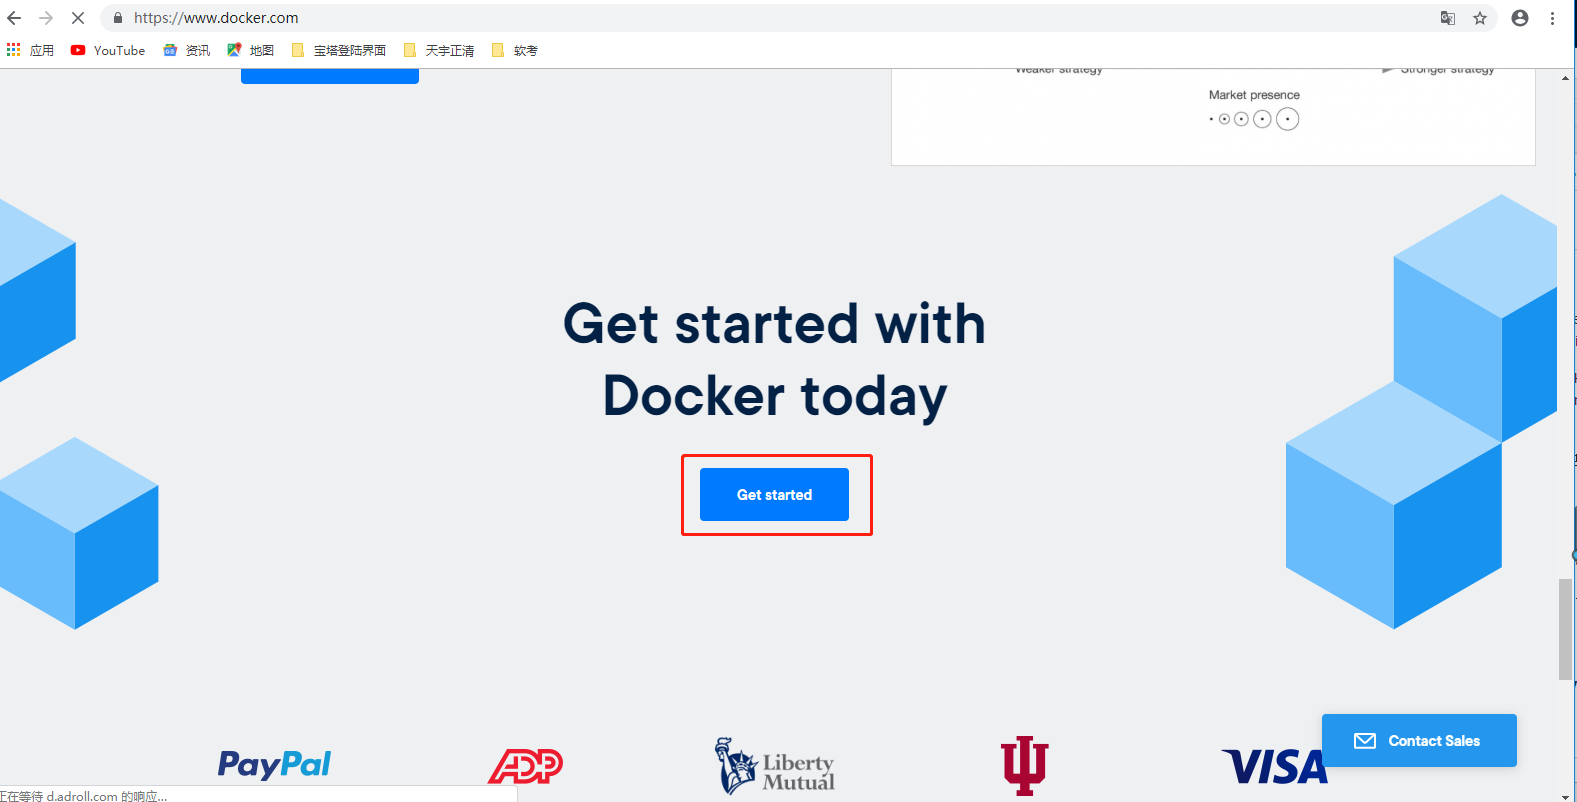 https://www.docker.com
应用 YouTube 资讯 地图 宝塔登陆界面 天宇正清 软考
Weaker strategy Stronger strategy
Market presence
Get started with
Docker today
Get started
Contact Sales
PayPal ADP Liberty Mutual VISA
正在等待 d.adroll.com 的响应...